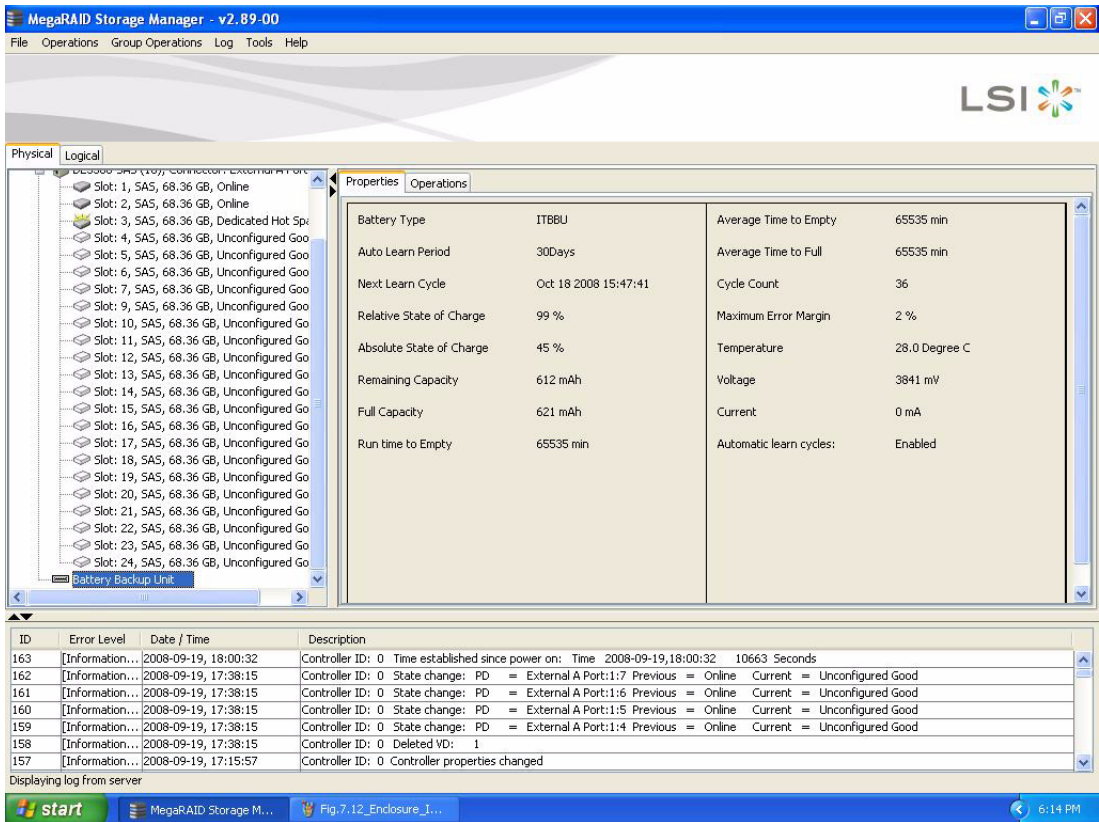 MegaRAID Storage Manager - v2.89-00
File Operations Group Operations Log Tools Help
LSI
Physical Logical
Slot: 1, SAS, 68.36 GB, Online
Slot: 2, SAS, 68.36 GB, Online
Slot: 3, SAS, 68.36 GB, Dedicated Hot Spa
Slot: 4, SAS, 68.36 GB, Unconfigured Goo
Slot: 5, SAS, 68.36 GB, Unconfigured Goo
Slot: 6, SAS, 68.36 GB, Unconfigured Goo
Slot: 7, SAS, 68.36 GB, Unconfigured Goo
Slot: 9, SAS, 68.36 GB, Unconfigured Goo
Slot: 10, SAS, 68.36 GB, Unconfigured Go
Slot: 11, SAS, 68.36 GB, Unconfigured Go
Slot: 12, SAS, 68.36 GB, Unconfigured Go
Slot: 13, SAS, 68.36 GB, Unconfigured Go
Slot: 14, SAS, 68.36 GB, Unconfigured Go
Slot: 15, SAS, 68.36 GB, Unconfigured Go
Slot: 16, SAS, 68.36 GB, Unconfigured Go
Slot: 17, SAS, 68.36 GB, Unconfigured Go
Slot: 18, SAS, 68.36 GB, Unconfigured Go
Slot: 19, SAS, 68.36 GB, Unconfigured Go
Slot: 20, SAS, 68.36 GB, Unconfigured Go
Slot: 21, SAS, 68.36 GB, Unconfigured Go
Slot: 22, SAS, 68.36 GB, Unconfigured Go
Slot: 23, SAS, 68.36 GB, Unconfigured Go
Slot: 24, SAS, 68.36 GB, Unconfigured Go
Battery Backup Unit
Properties Operations
Battery Type ITBBU Average Time to Empty 65535 min
Auto Learn Period 30Days Average Time to Full 65535 min
Next Learn Cycle Oct 18 2008 15:47:41 Cycle Count 36
Relative State of Charge 99 % Maximum Error Margin 2 %
Absolute State of Charge 45 % Temperature 28.0 Degree C
Remaining Capacity 612 mAh Voltage 3841 mV
Full Capacity 621 mAh Current 0 mA
Run time to Empty 65535 min Automatic learn cycles: Enabled
ID Error Level Date / Time Description
163 [Information... 2008-09-19, 18:00:32 Controller ID: 0 Time established since power on: Time 2008-09-19,18:00:32 10663 Seconds
162 [Information... 2008-09-19, 17:38:15 Controller ID: 0 State change: PD = External A Port:1:7 Previous = Online Current = Unconfigured Good
161 [Information... 2008-09-19, 17:38:15 Controller ID: 0 State change: PD = External A Port:1:6 Previous = Online Current = Unconfigured Good
160 [Information... 2008-09-19, 17:38:15 Controller ID: 0 State change: PD = External A Port:1:5 Previous = Online Current = Unconfigured Good
159 [Information... 2008-09-19, 17:38:15 Controller ID: 0 State change: PD = External A Port:1:4 Previous = Online Current = Unconfigured Good
158 [Information... 2008-09-19, 17:38:15 Controller ID: 0 Deleted VD: 1
157 [Information... 2008-09-19, 17:15:57 Controller ID: 0 Controller properties changed
Displaying log from server
start MegaRAID Storage M... Fig.7.12_Enclosure_I... 6:14 PM